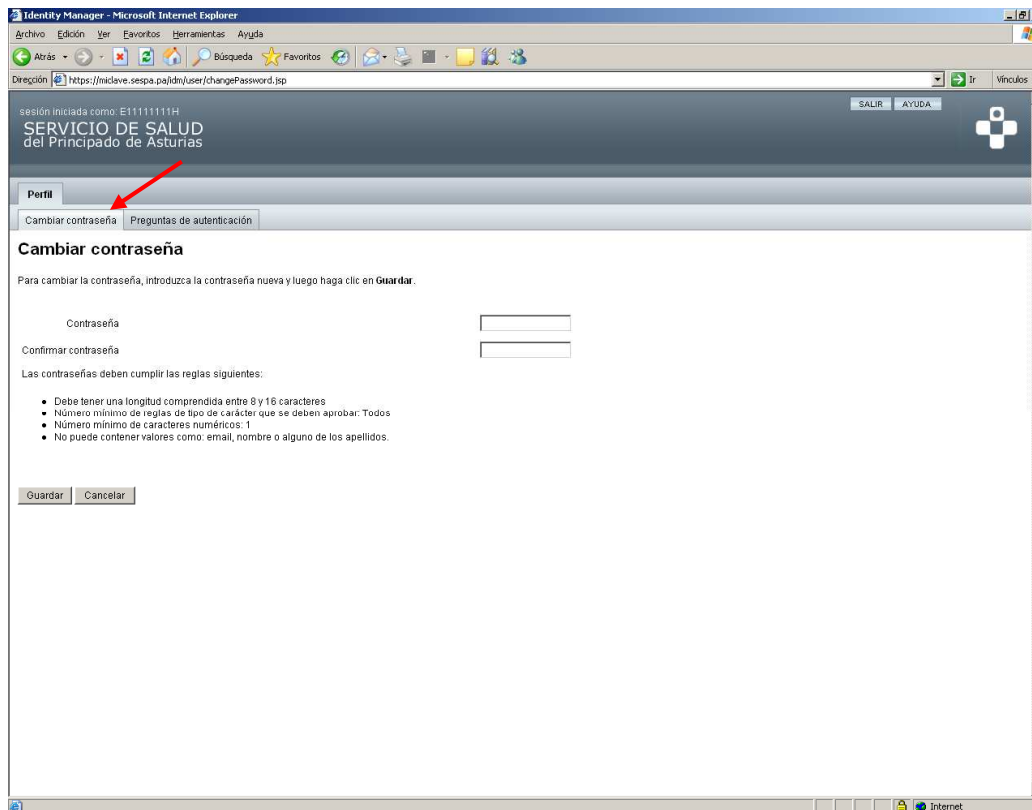 Identity Manager - Microsoft Internet Explorer
Archivo Edición Ver Favoritos Herramientas Ayuda
Atrás Búsqueda Favoritos
Dirección https://miclave.sespa.pa/idm/user/changePassword.jsp Ir Vínculos
sesión iniciada como: E11111111H
SALIR AYUDA
SERVICIO DE SALUD
del Principado de Asturias
Perfil
Cambiar contraseña Preguntas de autenticación
Cambiar contraseña
Para cambiar la contraseña, introduzca la contraseña nueva y luego haga clic en Guardar.
Contraseña
Confirmar contraseña
Las contraseñas deben cumplir las reglas siguientes:
• Debe tener una longitud comprendida entre 8 y 16 caracteres
• Número mínimo de reglas de tipo de carácter que se deben aprobar: Todos
• Número mínimo de caracteres numéricos: 1
• No puede contener valores como: email, nombre o alguno de los apellidos.
Guardar Cancelar
Internet